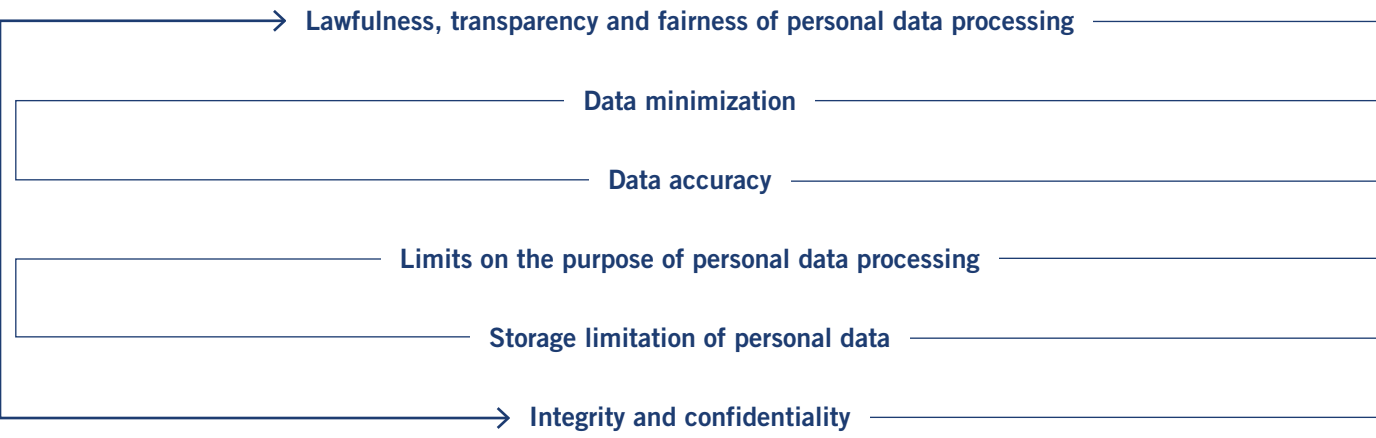 Lawfulness, transparency and fairness of personal data processing
Data minimization
Data accuracy
Limits on the purpose of personal data processing
Storage limitation of personal data
Integrity and confidentiality